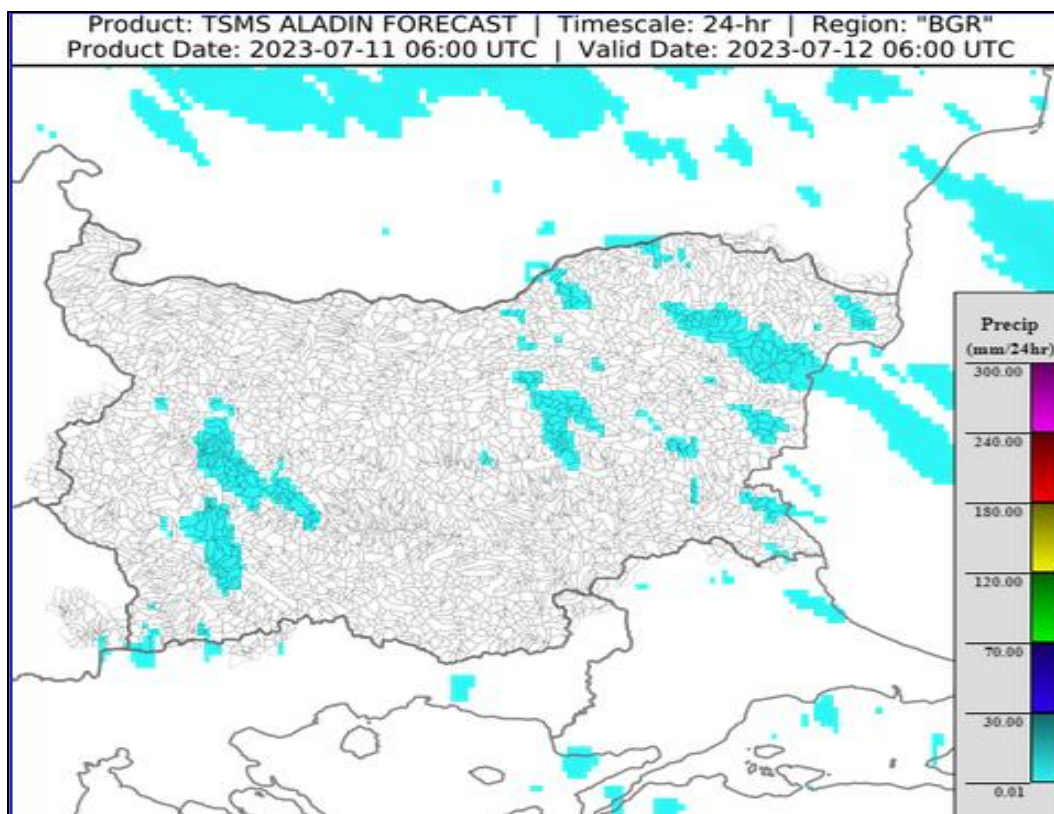 Product: TSMS ALADIN FORECAST | Timescale: 24-hr | Region: "BGR"
Product Date: 2023-07-11 06:00 UTC | Valid Date: 2023-07-12 06:00 UTC
Precip
(mm/24hr)
300.00
240.00
180.00
120.00
70.00
30.00
0.01